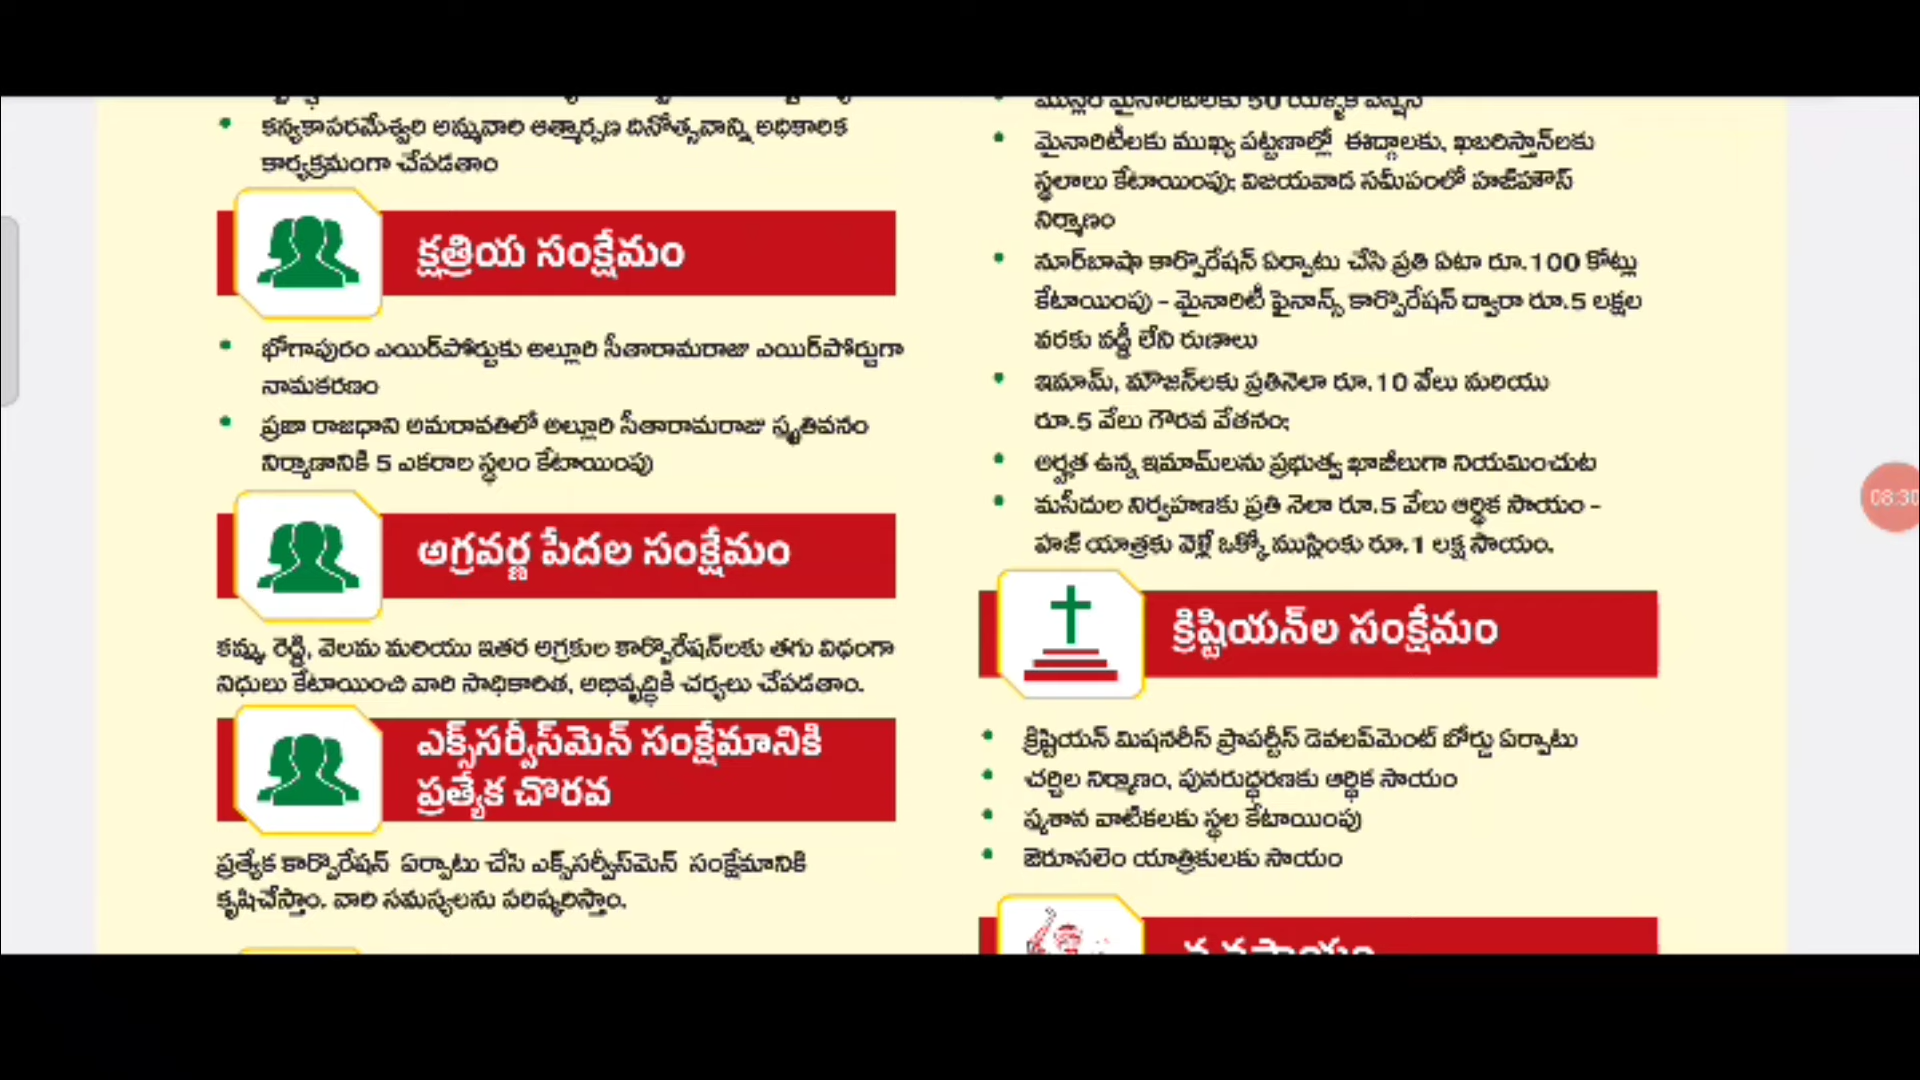 కన్యకాపరమేశ్వరి అమ్మవారి ఆత్మార్పణ దినోత్సవాన్ని అధికారిక
కార్యక్రమంగా చేపడతాం
క్షత్రియ సంక్షేమం
భోగాపురం ఎయిర్‌పోర్టుకు అల్లూరి సీతారామరాజు ఎయిర్‌పోర్టుగా
నామకరణం
ప్రజా రాజధాని అమరావతిలో అల్లూరి సీతారామరాజు స్మృతివనం
నిర్మాణానికి 5 ఎకరాల స్థలం కేటాయింపు
అగ్రవర్ణ పేదల సంక్షేమం
కమ్మ, రెడ్డి, వెలమ మరియు ఇతర అగ్రకుల కార్పొరేషన్‌లకు తగు విధంగా
నిధులు కేటాయించి వారి సాధికారిత, అభివృద్ధికి చర్యలు చేపడతాం.
ఎక్స్‌సర్వీస్‌మెన్ సంక్షేమానికి
ప్రత్యేక చొరవ
ప్రత్యేక కార్పొరేషన్ ఏర్పాటు చేసి ఎక్స్‌సర్వీస్‌మెన్ సంక్షేమానికి
కృషిచేస్తాం. వారి సమస్యలను పరిష్కరిస్తాం.
ముస్లిం మైనారిటీలకు 50 యేళ్ళకే పెన్షన్
మైనారిటీలకు ముఖ్య పట్టణాల్లో ఈద్గాలకు, ఖబరిస్తాన్‌లకు
స్థలాలు కేటాయింపు; విజయవాడ సమీపంలో హజ్‌హౌస్
నిర్మాణం
నూర్‌బాషా కార్పొరేషన్ ఏర్పాటు చేసి ప్రతి ఏటా రూ.100 కోట్లు
కేటాయింపు - మైనారిటీ ఫైనాన్స్ కార్పొరేషన్ ద్వారా రూ.5 లక్షల
వరకు వడ్డీ లేని రుణాలు
ఇమామ్, మౌజన్‌లకు ప్రతినెలా రూ.10 వేలు మరియు
రూ.5 వేలు గౌరవ వేతనం;
అర్హత ఉన్న ఇమామ్‌లను ప్రభుత్వ ఖాజీలుగా నియమించుట
మసీదుల నిర్వహణకు ప్రతి నెలా రూ.5 వేలు ఆర్థిక సాయం -
హజ్ యాత్రకు వెళ్లే ఒక్కో ముస్లింకు రూ.1 లక్ష సాయం.
క్రిష్టియన్‌ల సంక్షేమం
క్రిష్టియన్ మిషనరీస్ ప్రాపర్టీస్ డెవలప్‌మెంట్ బోర్డు ఏర్పాటు
చర్చిల నిర్మాణం, పునరుద్ధరణకు ఆర్థిక సాయం
స్మశాన వాటికలకు స్థల కేటాయింపు
జెరూసలెం యాత్రికులకు సాయం
08:30